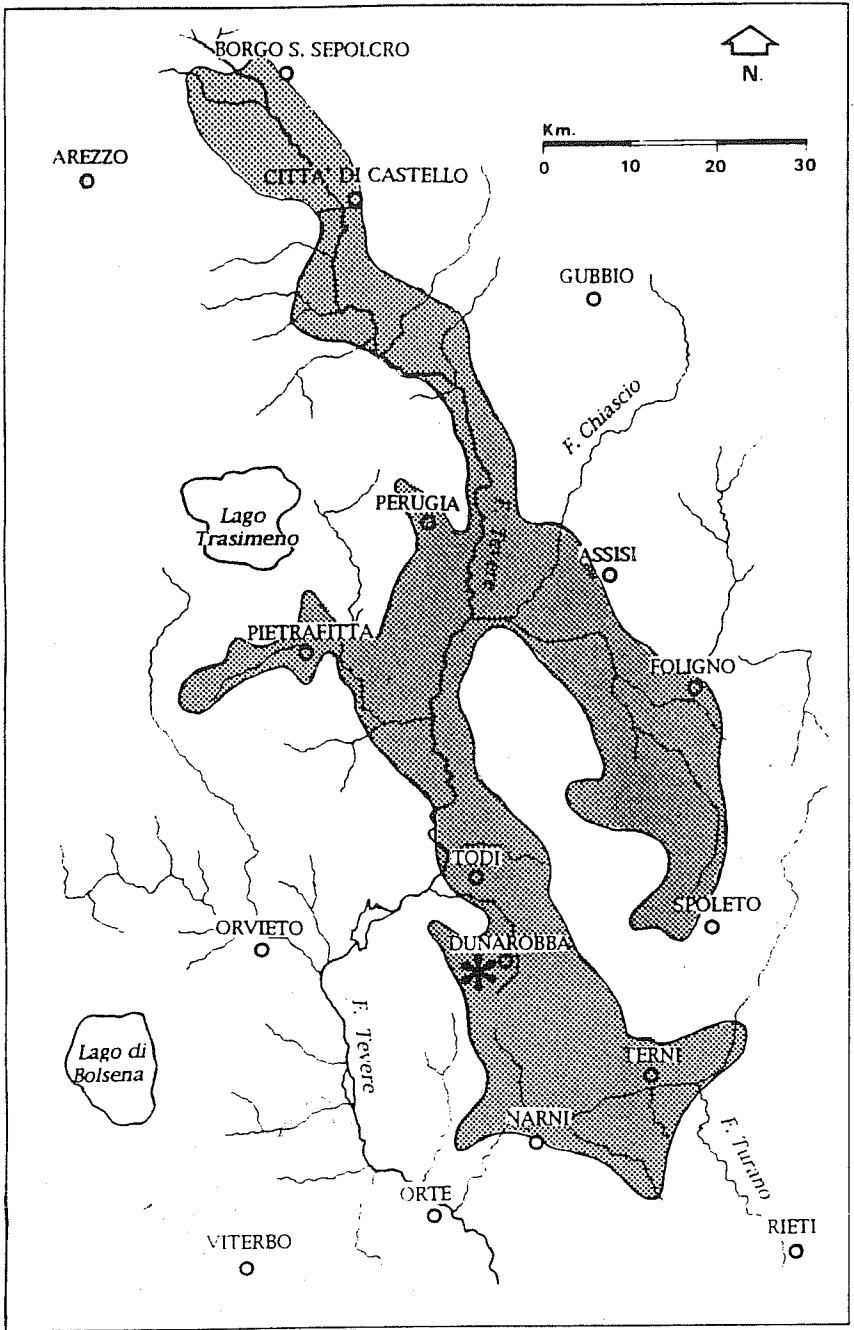 BORGO S. SEPOLCRO
N.
Km.
0 10 20 30
AREZZO
CITTA' DI CASTELLO
GUBBIO
F. Chiascio
Lago
Trasimeno
PERUGIA
F. Tevere
ASSISI
PIETRAFITTA
FOLIGNO
TODI
SPOLETO
ORVIETO
DUNAROBBA
F. Tevere
Lago di
Bolsena
TERNI
NARNI
F. Turano
ORTE
RIETI
VITERBO